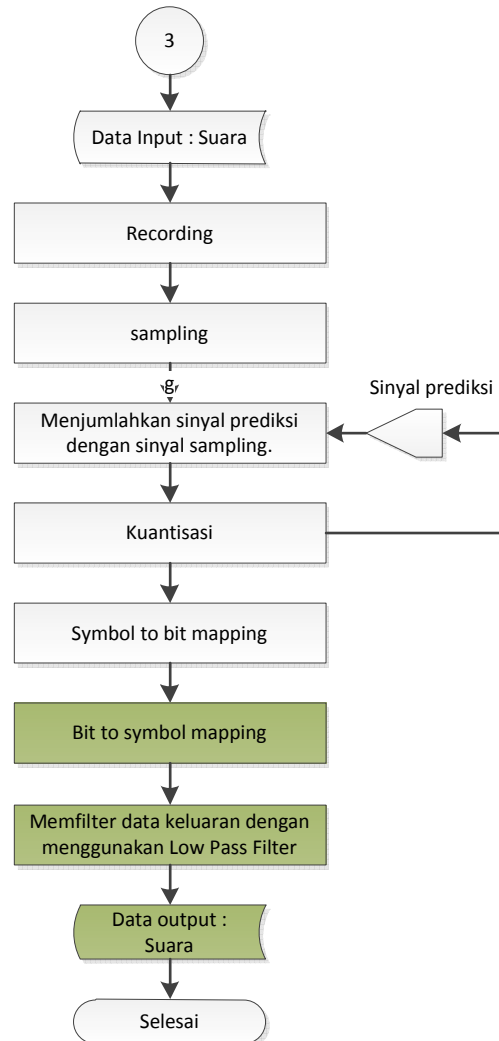 3
Data Input : Suara
Recording
sampling
g
Sinyal prediksi
Menjumlahkan sinyal prediksi
dengan sinyal sampling.
Kuantisasi
Symbol to bit mapping
Bit to symbol mapping
Memfilter data keluaran dengan
menggunakan Low Pass Filter
Data output :
Suara
Selesai